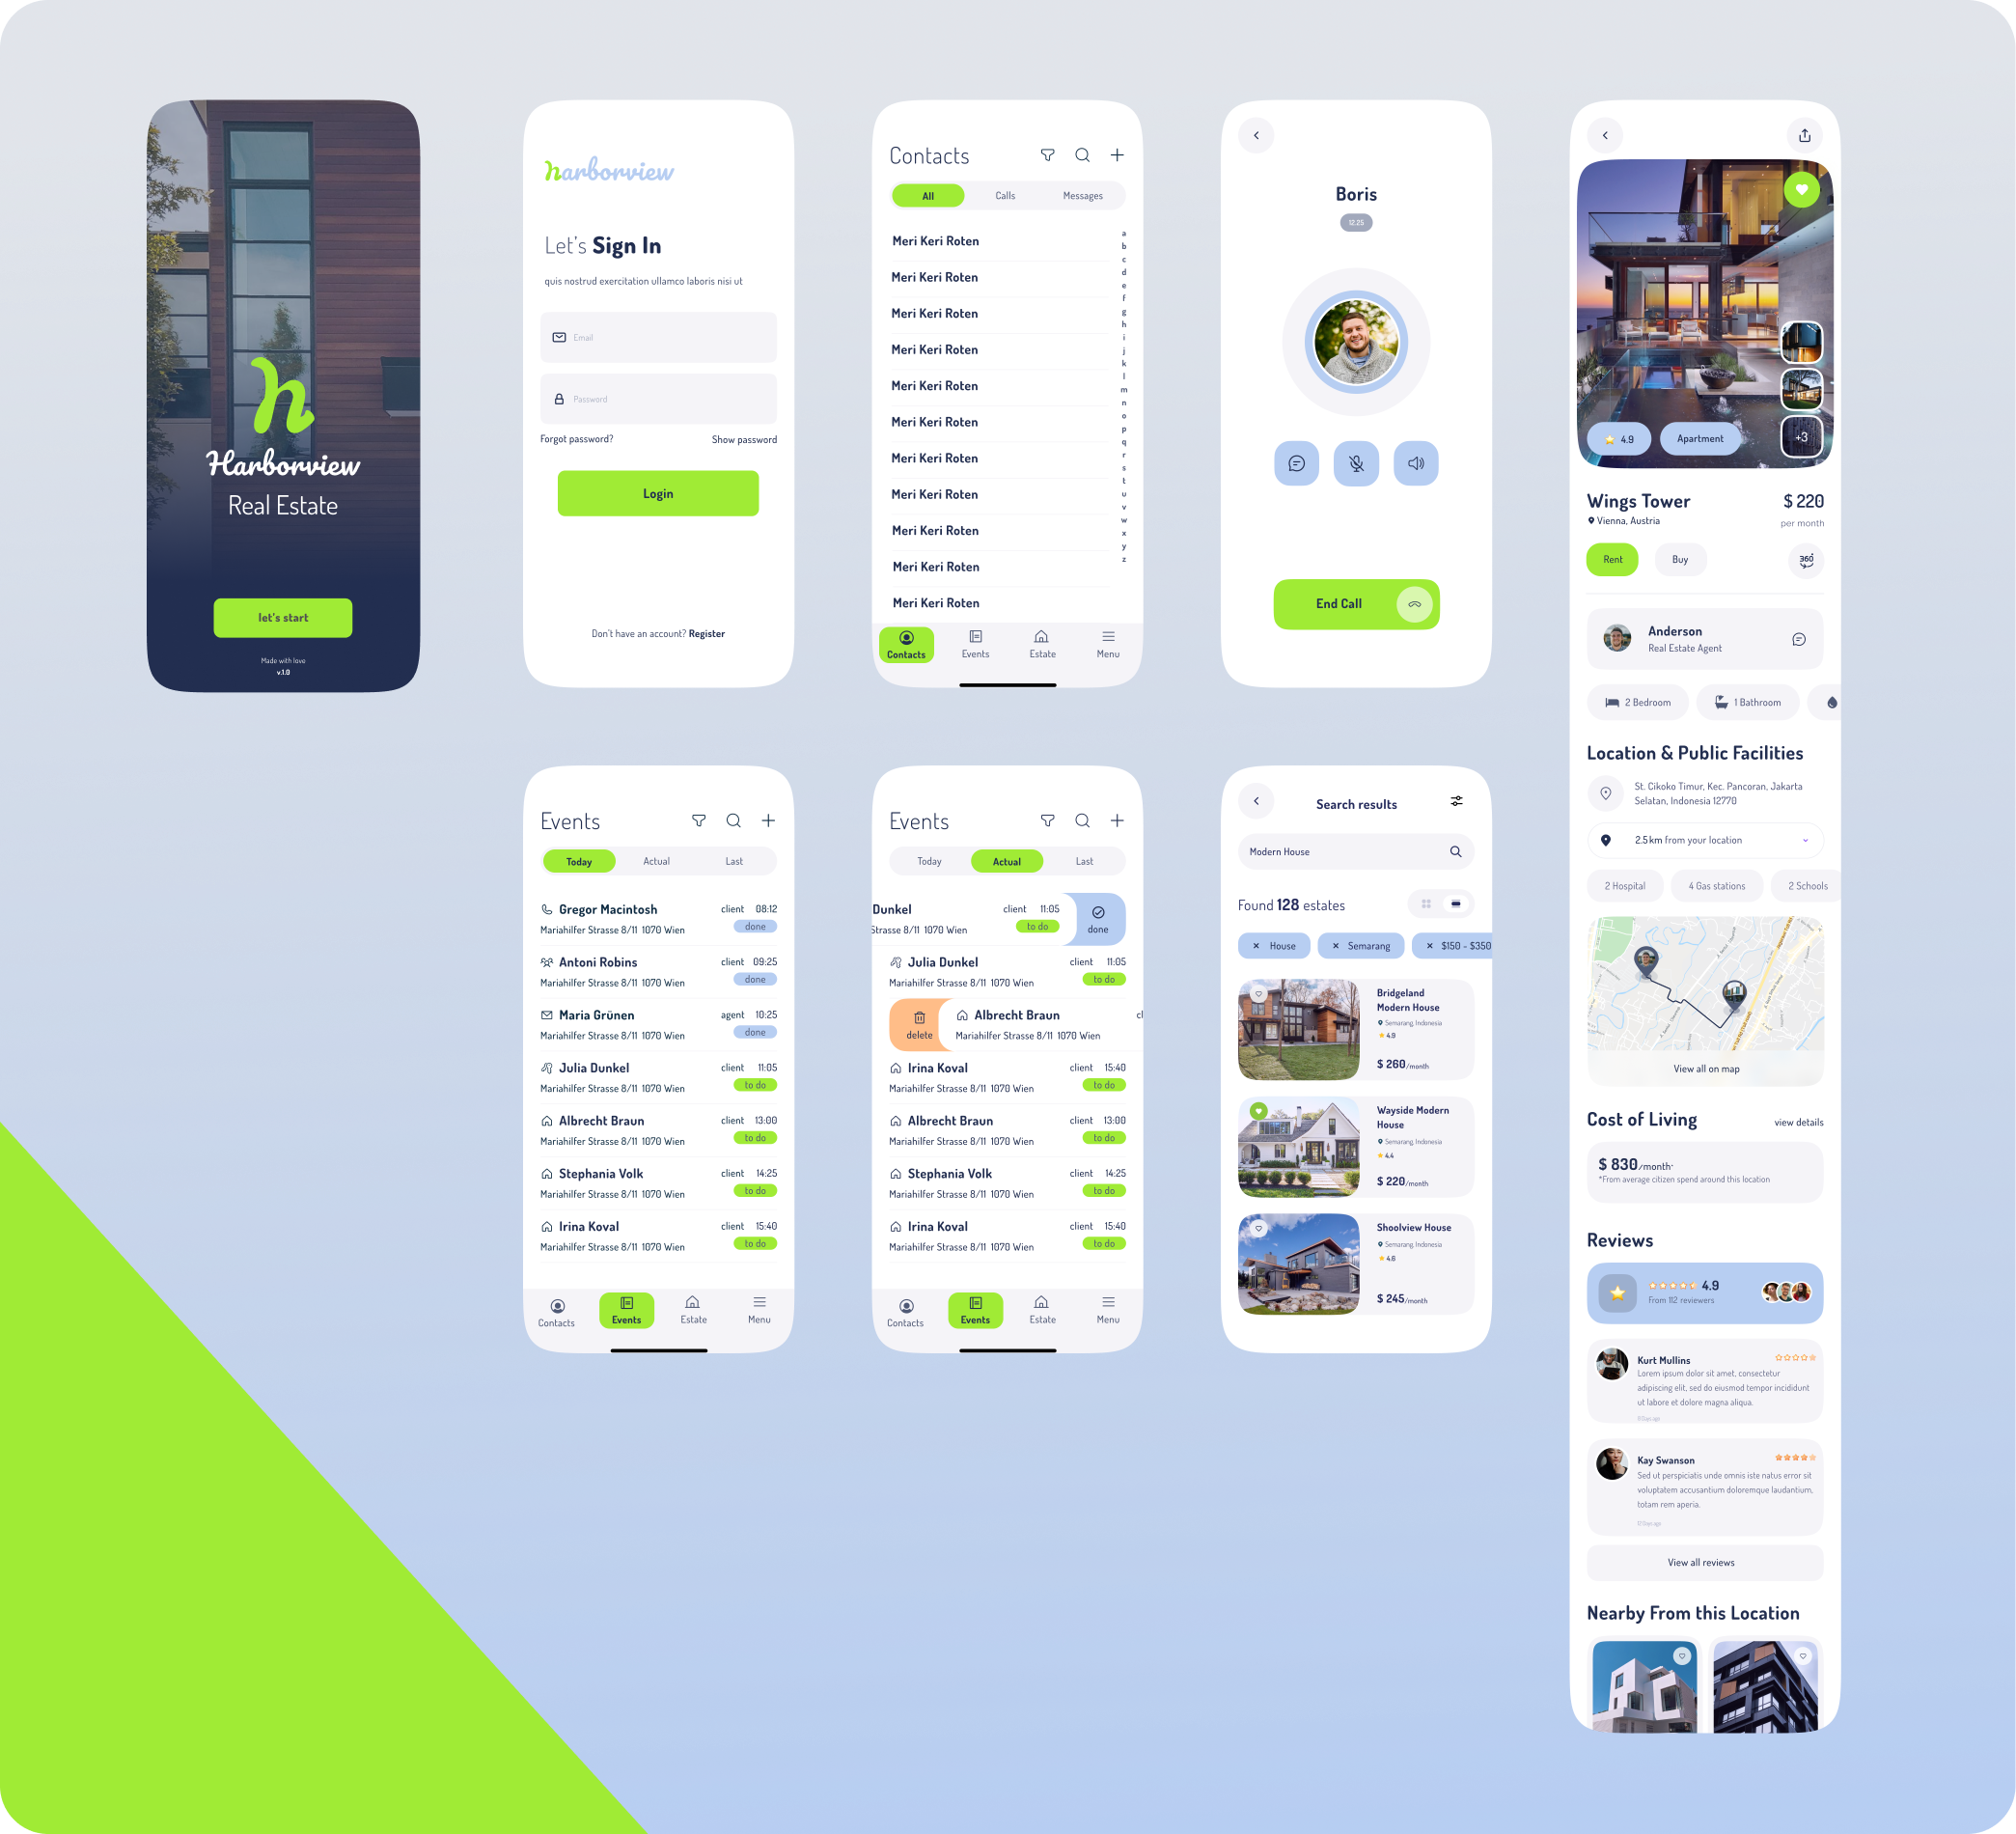 Harborview
Real Estate
let's start
Made with love
v.1.0
harborview
Let's Sign In
quis nostrud exercitation ullamco laboris nisi ut
Email
Password
Forgot password?
Show password
Login
Don't have an account? Register
Contacts
All
Calls
Messages
Meri Keri Roten
Meri Keri Roten
Meri Keri Roten
Meri Keri Roten
Meri Keri Roten
Meri Keri Roten
Meri Keri Roten
Meri Keri Roten
Meri Keri Roten
Meri Keri Roten
Meri Keri Roten
a
b
c
d
e
f
g
h
i
j
k
l
m
n
o
p
q
r
s
t
u
v
w
x
y
z
Contacts
Events
Estate
Menu
Boris
12:25
End Call
+3
4.9
Apartment
Wings Tower
$ 220
Vienna, Austria
per month
Rent
Buy
360°
Anderson
Real Estate Agent
2 Bedroom
1 Bathroom
Location & Public Facilities
St. Cikoko Timur, Kec. Pancoran, Jakarta
Selatan, Indonesia 12770
2.5 km from your location
2 Hospital
4 Gas stations
2 Schools
View all on map
Cost of Living
view details
$ 830/month*
*From average citizen spend around this location
Reviews
4.9
From 112 reviewers
Kurt Mullins
Lorem ipsum dolor sit amet, consectetur
adipiscing elit, sed do eiusmod tempor incididunt
ut labore et dolore magna aliqua.
Kay Swanson
Sed ut perspiciatis unde omnis iste natus error sit
voluptatem accusantium doloremque laudantium,
totam rem aperia.
View all reviews
Nearby From this Location
Events
Today
Actual
Last
Gregor Macintosh
client 08:12
Mariahilfer Strasse 8/11 1070 Wien
done
Antoni Robins
client 09:25
Mariahilfer Strasse 8/11 1070 Wien
done
Maria Grünen
agent 10:25
Mariahilfer Strasse 8/11 1070 Wien
done
Julia Dunkel
client 11:05
Mariahilfer Strasse 8/11 1070 Wien
to do
Albrecht Braun
client 13:00
Mariahilfer Strasse 8/11 1070 Wien
to do
Stephania Volk
client 14:25
Mariahilfer Strasse 8/11 1070 Wien
to do
Irina Koval
client 15:40
Mariahilfer Strasse 8/11 1070 Wien
to do
Contacts
Events
Estate
Menu
Events
Today
Actual
Last
Dunkel
client 11:05
Strasse 8/11 1070 Wien
to do
done
Julia Dunkel
client 11:05
Mariahilfer Strasse 8/11 1070 Wien
to do
delete
Albrecht Braun
cl
Mariahilfer Strasse 8/11 1070 Wien
Irina Koval
client 15:40
Mariahilfer Strasse 8/11 1070 Wien
to do
Albrecht Braun
client 13:00
Mariahilfer Strasse 8/11 1070 Wien
to do
Stephania Volk
client 14:25
Mariahilfer Strasse 8/11 1070 Wien
to do
Irina Koval
client 15:40
Mariahilfer Strasse 8/11 1070 Wien
to do
Contacts
Events
Estate
Menu
Search results
Modern House
Found 128 estates
House
Semarang
$150 - $350
Bridgeland
Modern House
Semarang, Indonesia
4.9
$ 260/month
Wayside Modern
House
Semarang, Indonesia
4.4
$ 220/month
Shoolview House
Semarang, Indonesia
4.6
$ 245/month